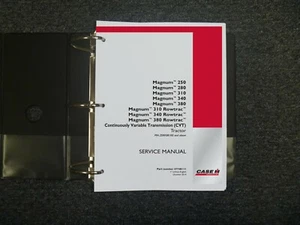 Magnum™ 250
Magnum™ 280
Magnum™ 310
Magnum™ 340
Magnum™ 380
Magnum™ 310 Rowtrac™
Magnum™ 340 Rowtrac™
Magnum™ 380 Rowtrac™
Continuously Variable Transmission (CVT)
Tractor
SERVICE MANUAL
CASE IH